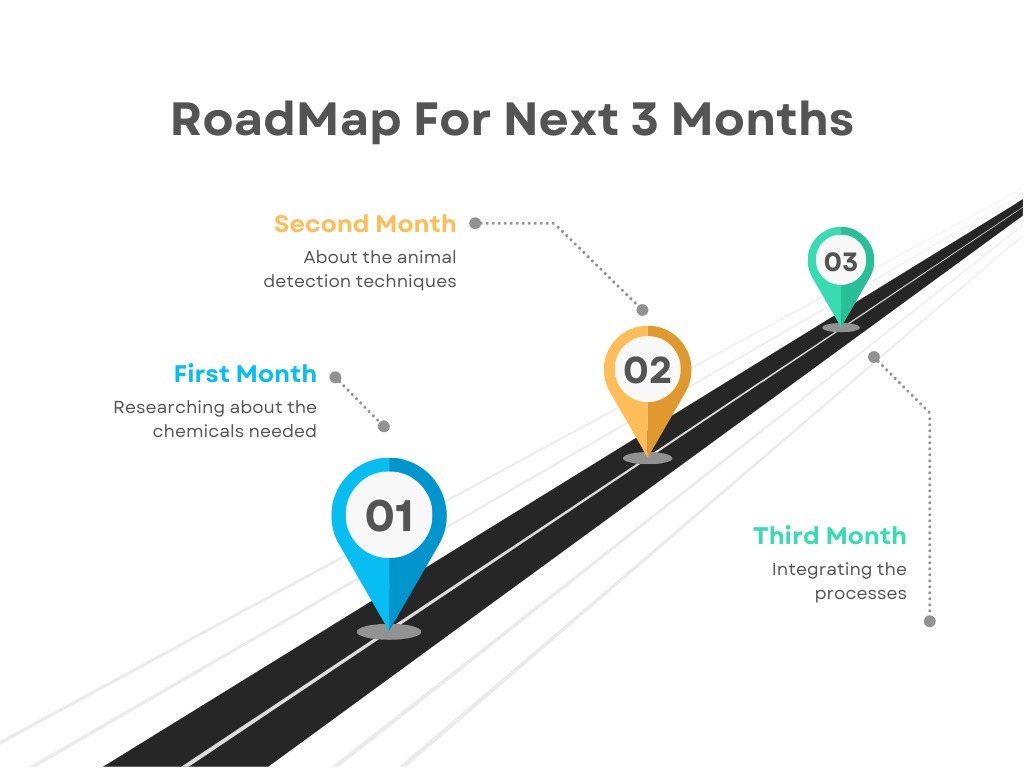 RoadMap For Next 3 Months
Second Month
About the animal
detection techniques
03
02
First Month
Researching about the
chemicals needed
01
Third Month
Integrating the
processes